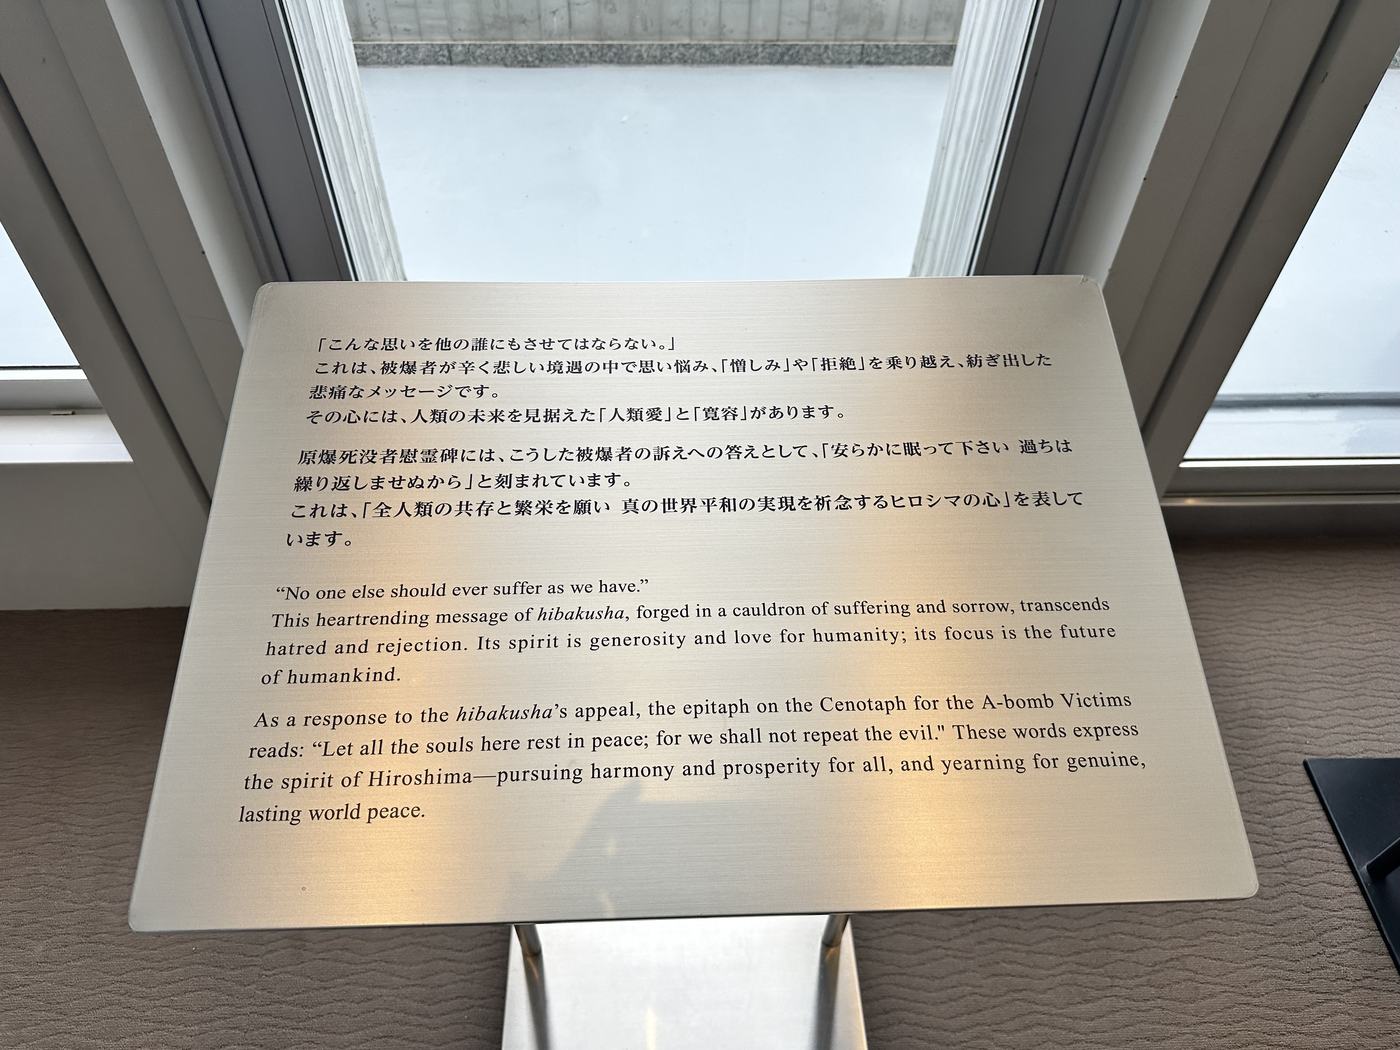 「こんな思いを他の誰にもさせてはならない。」
これは、被爆者が辛く悲しい境遇の中で思い悩み、「憎しみ」や「拒絶」を乗り越え、紡ぎ出した
悲痛なメッセージです。
その心には、人類の未来を見据えた「人類愛」と「寛容」があります。
原爆死没者慰霊碑には、こうした被爆者の訴えへの答えとして、「安らかに眠って下さい 過ちは
繰り返しませぬから」と刻まれています。
これは、「全人類の共存と繁栄を願い 真の世界平和の実現を祈念するヒロシマの心」を表して
います。
“No one else should ever suffer as we have.”
This heartrending message of hibakusha, forged in a cauldron of suffering and sorrow, transcends
hatred and rejection. Its spirit is generosity and love for humanity; its focus is the future
of humankind.
As a response to the hibakusha’s appeal, the epitaph on the Cenotaph for the A-bomb Victims
reads: “Let all the souls here rest in peace; for we shall not repeat the evil." These words express
the spirit of Hiroshima—pursuing harmony and prosperity for all, and yearning for genuine,
lasting world peace.